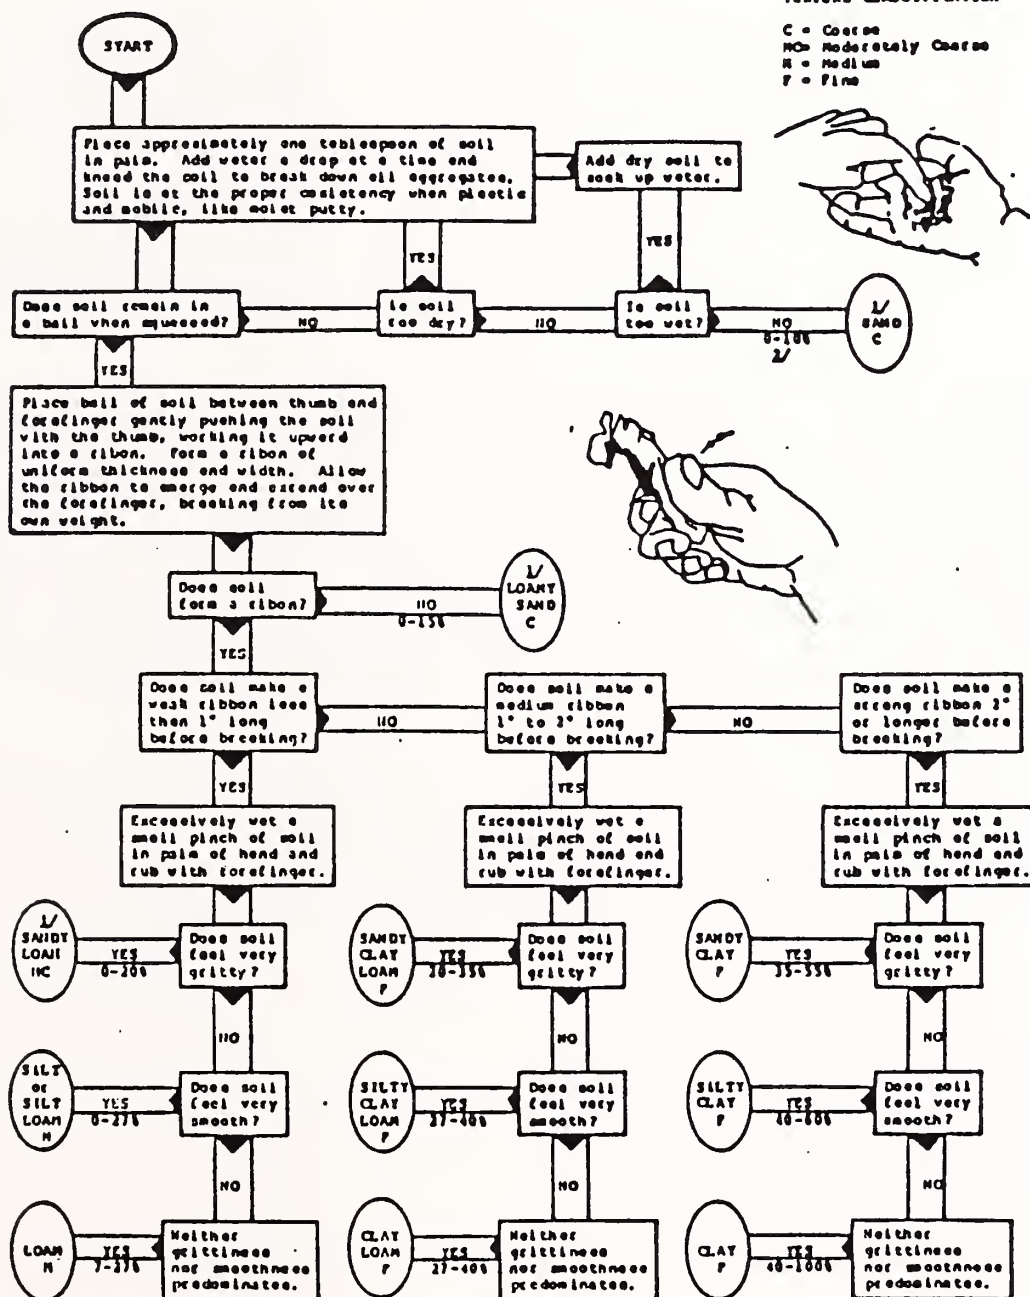 C = Coarse
MC= Moderately Coarse
M = Medium
F = Fine
START
Place approximately one tablespoon of soil
in palm. Add water a drop at a time and
knead the soil to break down all aggregates.
Soil is at the proper consistency when plastic
and mobile, like moist putty.
Add dry soil to
soak up water.
YES
YES
Does soil remain in
a ball when squeezed?
NO
Is soil
too dry?
NO
Is soil
too wet?
NO
0-10%
2/
1/
SAND
C
YES
Place ball of soil between thumb and
forefinger gently pushing the soil
with the thumb, working it upward
into a ribon. Form a ribon of
uniform thickness and width. Allow
the ribbon to emerge and extend over
the forefinger, breaking from its
own weight.
Does soil
form a ribon?
NO
0-15%
1/
LOAMY
SAND
C
YES
Does soil make a
weak ribbon less
then 1" long
before breaking?
NO
Does soil make a
medium ribbon
1" to 2" long
before breaking?
NO
Does soil make a
strong ribbon 2"
or longer before
breaking?
YES
YES
YES
Excessively wet a
small pinch of soil
in palm of hand and
rub with forefinger.
Excessively wet a
small pinch of soil
in palm of hand and
rub with forefinger.
Excessively wet a
small pinch of soil
in palm of hand and
rub with forefinger.
1/
SANDY
LOAM
MC
YES
0-20%
Does soil
feel very
gritty?
SANDY
CLAY
LOAM
F
YES
20-35%
Does soil
feel very
gritty?
SANDY
CLAY
F
YES
35-55%
Does soil
feel very
gritty?
NO
NO
NO
SILT
or
SILT
LOAM
M
YES
0-27%
Does soil
feel very
smooth?
SILTY
CLAY
LOAM
F
YES
27-40%
Does soil
feel very
smooth?
SILTY
CLAY
F
YES
40-60%
Does soil
feel very
smooth?
NO
NO
NO
LOAM
M
YES
7-27%
Neither
grittiness
nor smoothness
predominates.
CLAY
LOAM
F
YES
27-40%
Neither
grittiness
nor smoothness
predominates.
CLAY
F
YES
40-100%
Neither
grittiness
nor smoothness
predominates.